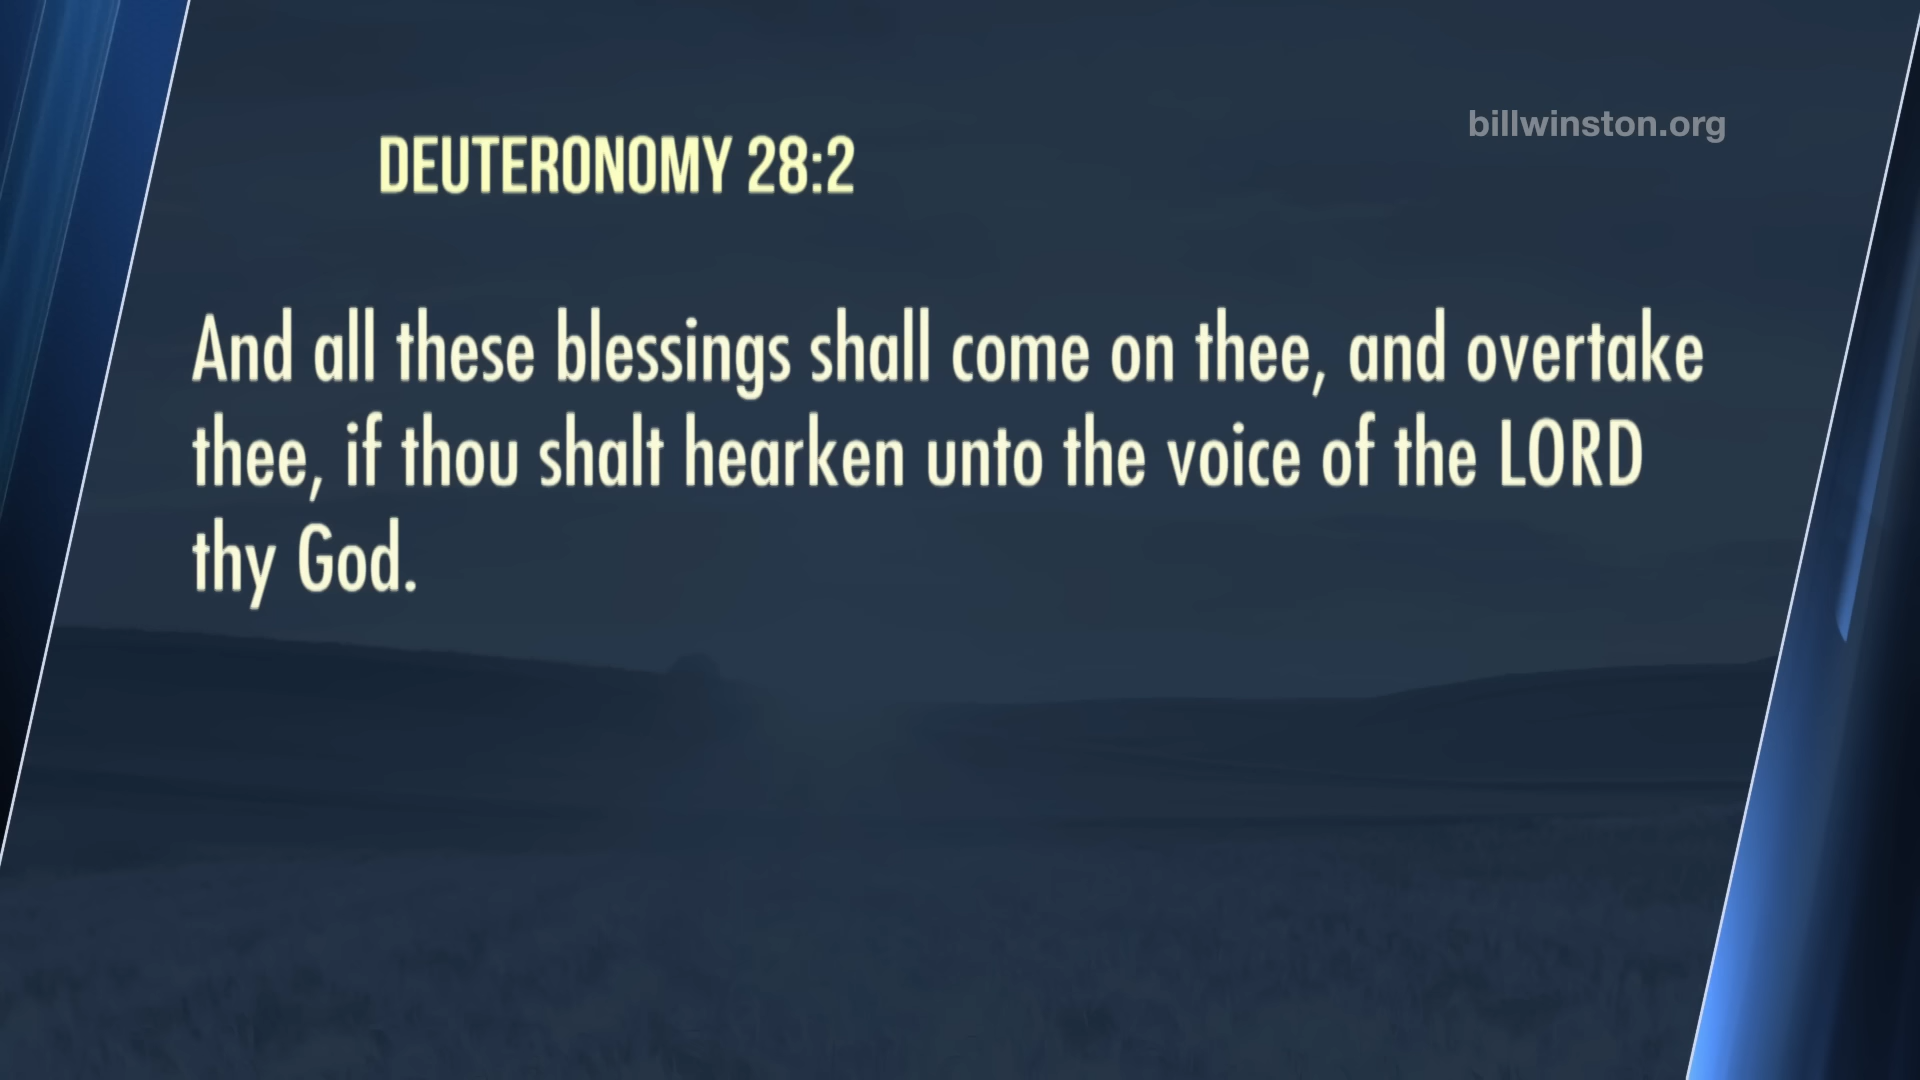 billwinston.org
DEUTERONOMY 28:2
And all these blessings shall come on thee, and overtake
thee, if thou shalt hearken unto the voice of the LORD
thy God.